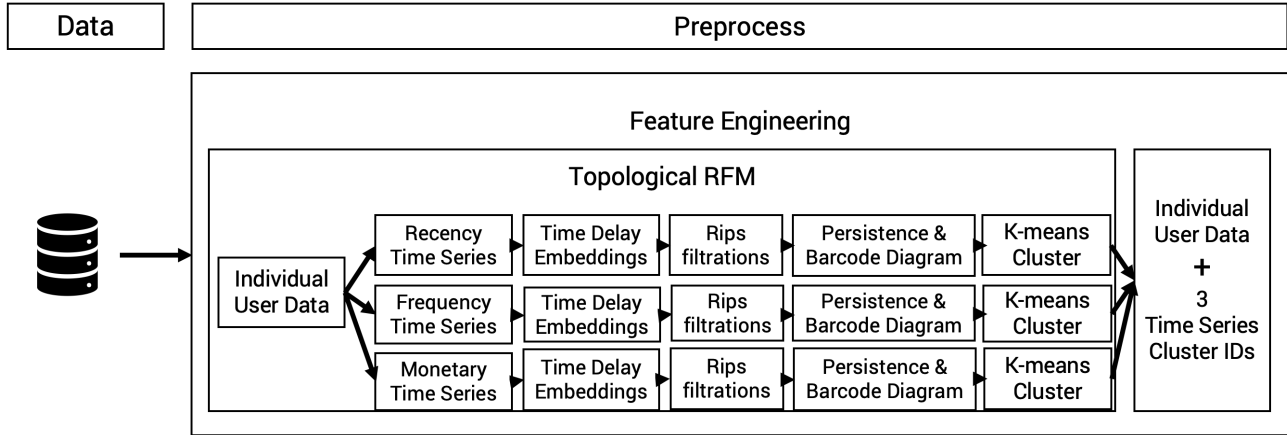 Data
Preprocess
Feature Engineering
Topological RFM
Individual
User Data
Recency
Time Series
Time Delay
Embeddings
Rips
filtrations
Persistence &
Barcode Diagram
K-means
Cluster
Frequency
Time Series
Time Delay
Embeddings
Rips
filtrations
Persistence &
Barcode Diagram
K-means
Cluster
Monetary
Time Series
Time Delay
Embeddings
Rips
filtrations
Persistence &
Barcode Diagram
K-means
Cluster
Individual
User Data
+
3
Time Series
Cluster IDs